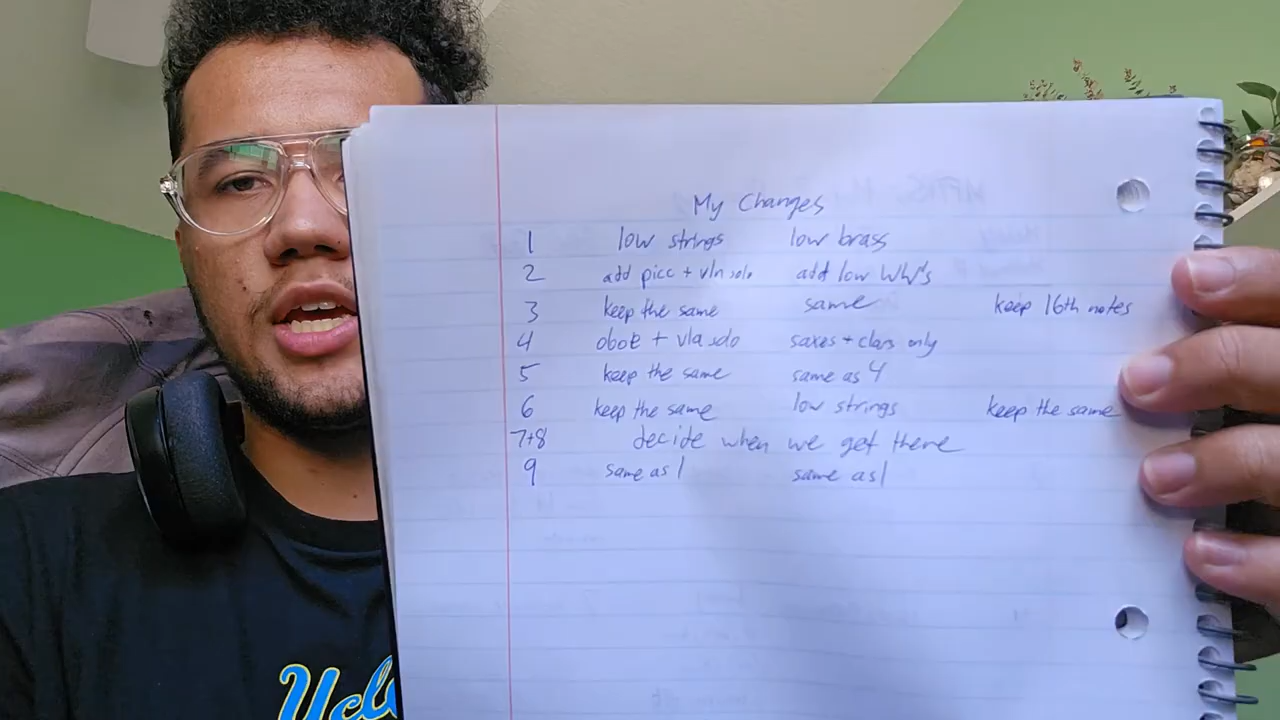 My Changes
1 low strings low brass
2 add picc + vln solo add low WW's
3 keep the same same keep 16th notes
4 oboe + vla solo saxes + clars only
5 keep the same same as 4
6 keep the same low strings keep the same
7+8 decide when we get there
9 same as 1 same as 1
Ucl